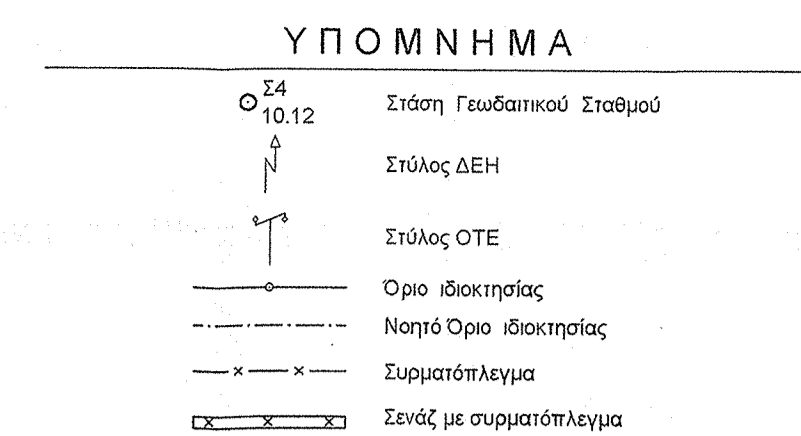 ΥΠΟΜΝΗΜΑ
Σ4
10.12 Στάση Γεωδαιτικού Σταθμού
Στύλος ΔΕΗ
Στύλος ΟΤΕ
Όριο ιδιοκτησίας
Νοητό Όριο ιδιοκτησίας
Συρματόπλεγμα
Σενάζ με συρματόπλεγμα